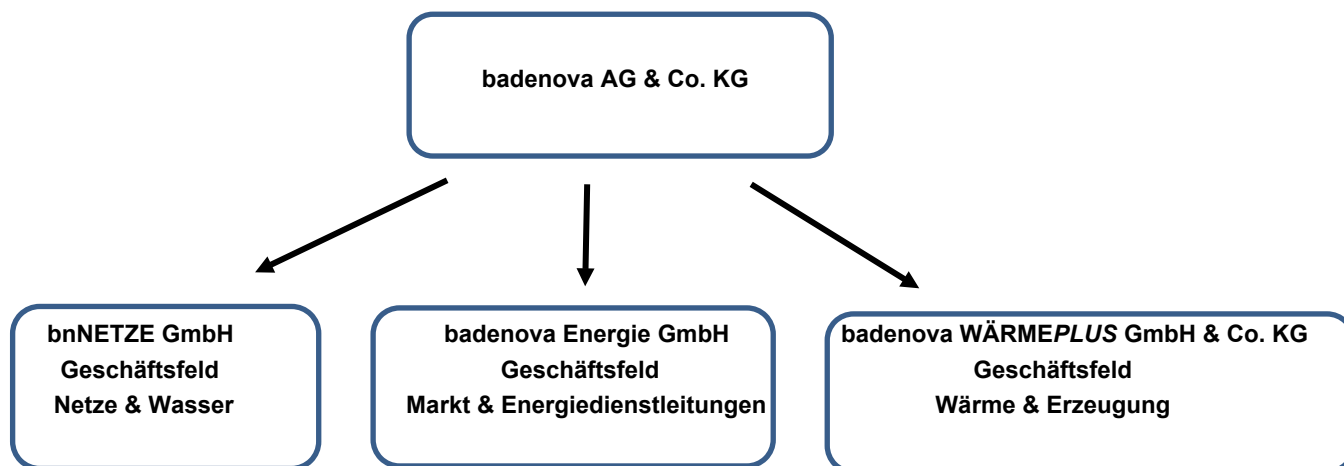 badenova AG & Co. KG
bnNETZE GmbH
Geschäftsfeld
Netze & Wasser
badenova Energie GmbH
Geschäftsfeld
Markt & Energiedienstleitungen
badenova WÄRMEPLUS GmbH & Co. KG
Geschäftsfeld
Wärme & Erzeugung